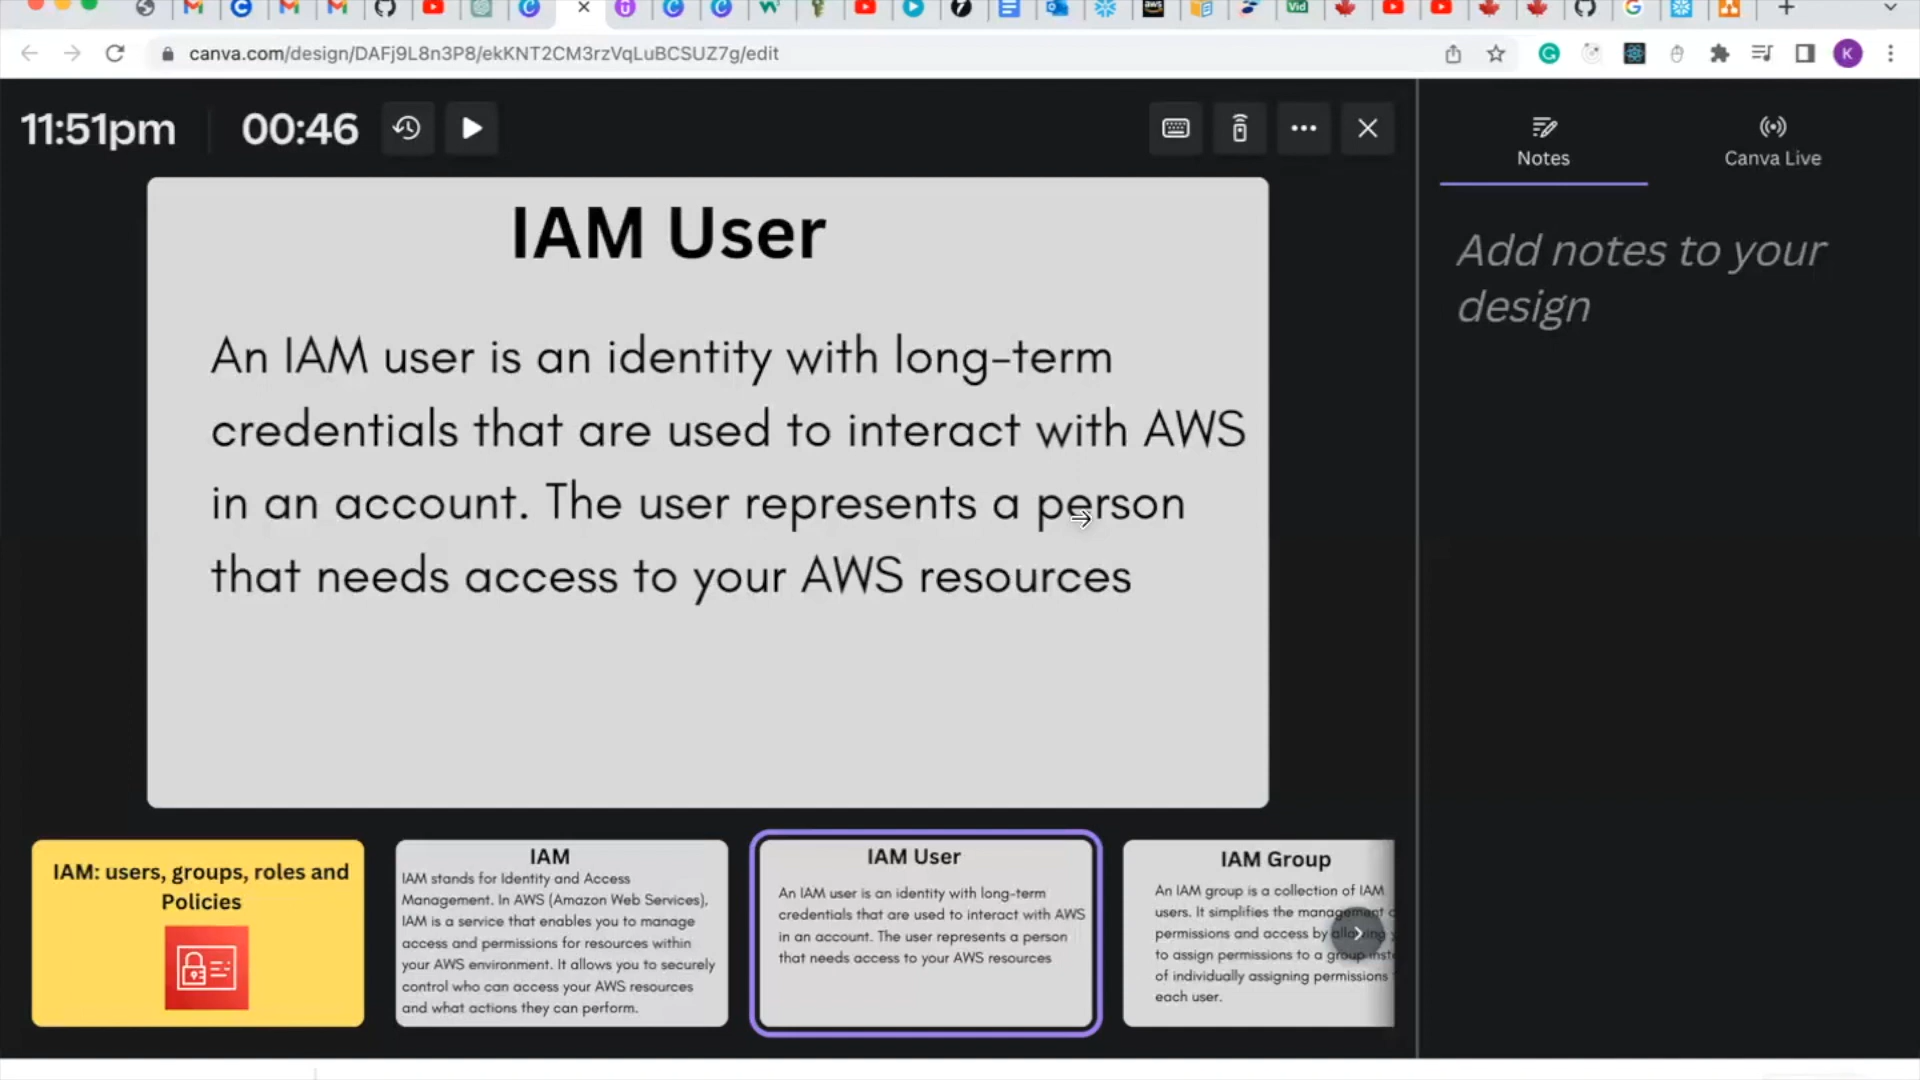 canva.com/design/DAFj9L8n3P8/ekKNT2CM3rzVqLuBCSUZ7g/edit
K
aws
Vid
11:51pm
00:46
Notes
Canva Live
Add notes to your
design
IAM User
An IAM user is an identity with long-term
credentials that are used to interact with AWS
in an account. The user represents a person
that needs access to your AWS resources
IAM: users, groups, roles and
Policies
IAM
IAM stands for Identity and Access
Management. In AWS (Amazon Web Services),
IAM is a service that enables you to manage
access and permissions for resources within
your AWS environment. It allows you to securely
control who can access your AWS resources
and what actions they can perform.
IAM User
An IAM user is an identity with long-term
credentials that are used to interact with AWS
in an account. The user represents a person
that needs access to your AWS resources
IAM Group
An IAM group is a collection of IAM
users. It simplifies the management
permissions and access by
to assign permissions to a group
of individually assigning permissions
each user.